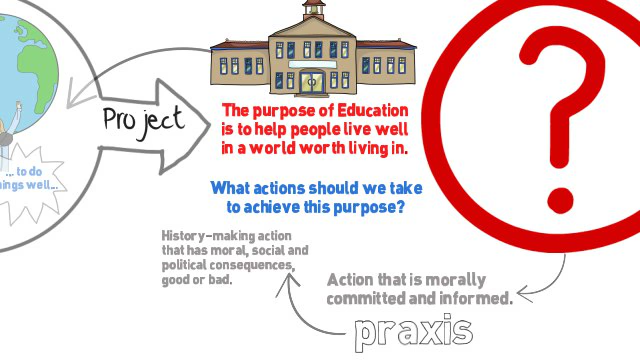 Project
The purpose of Education
is to help people live well
in a world worth living in.
... to do
ings well...
What actions should we take
to achieve this purpose?
History-making action
that has moral, social and
political consequences,
good or bad.
Action that is morally
committed and informed.
praxis
?